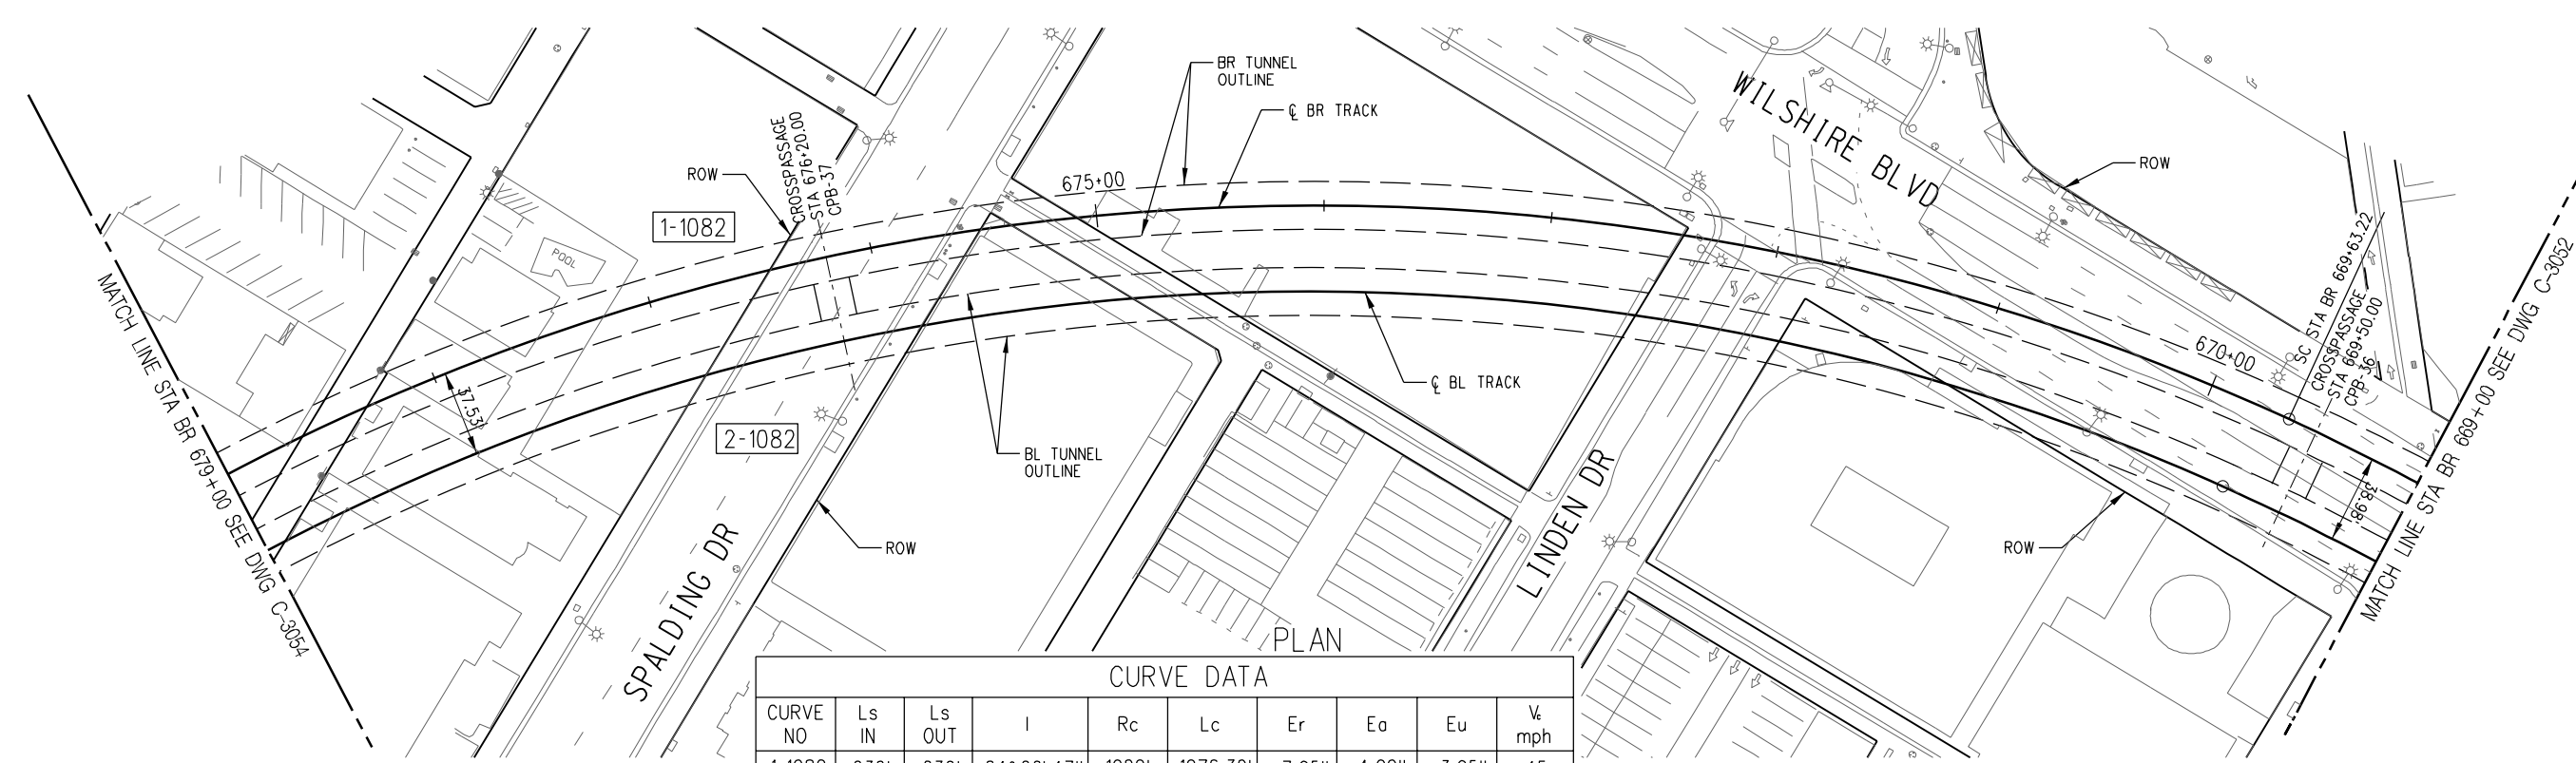 BR TUNNEL
OUTLINE
℄ BR TRACK
WILSHIRE BLVD
CROSSPASSAGE
STA 676+20.00
CPB-37
ROW
675+00
ROW
1-1082
POOL
MATCH LINE STA BR 679+00 SEE DWG C-3054
37.53'
2-1082
BL TUNNEL
OUTLINE
℄ BL TRACK
670+00
SC STA BR 669+63.22
CROSSPASSAGE
STA 669+50.00
CPB-36
38.98'
MATCH LINE STA BR 669+00 SEE DWG C-3052
SPALDING DR
ROW
LINDEN DR
ROW
PLAN
CURVE DATA
CURVE NO
Ls IN
Ls OUT
I
Rc
Lc
Er
Ea
Eu
mph